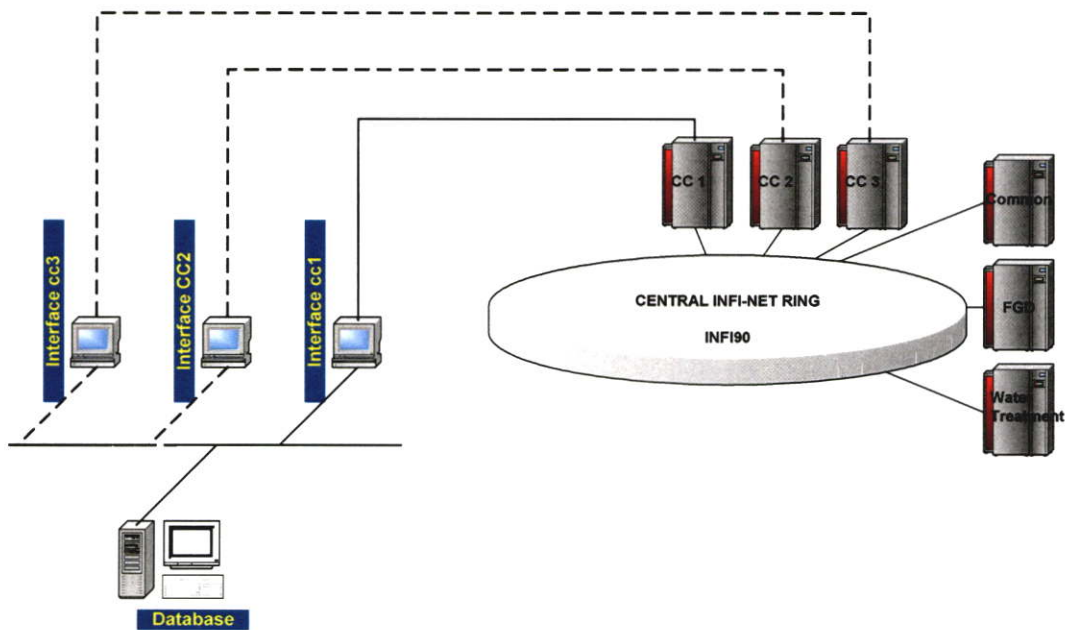 CC 1
CC 2
CC 3
Common
Interface cc3
Interface CC2
Interface cc1
CENTRAL INFI-NET RING
INFI90
FGD
Water
Treatment
Database